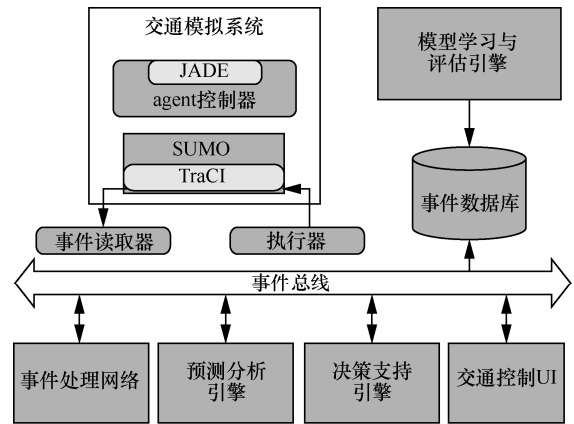 交通模拟系统
JADE
agent控制器
SUMO
TraCI
模型学习与
评估引擎
事件数据库
事件读取器
执行器
事件总线
事件处理网络
预测分析
引擎
决策支持
引擎
交通控制UI